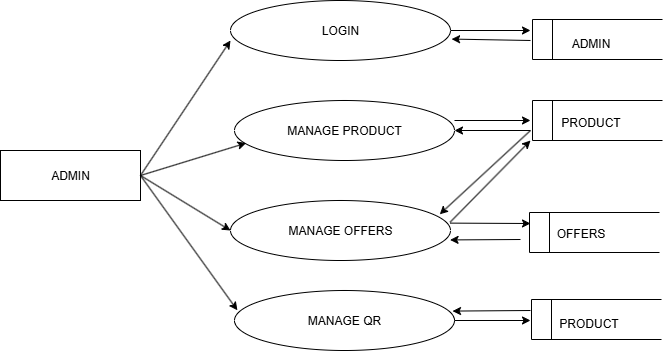 LOGIN
ADMIN
MANAGE PRODUCT
PRODUCT
ADMIN
MANAGE OFFERS
OFFERS
MANAGE QR
PRODUCT